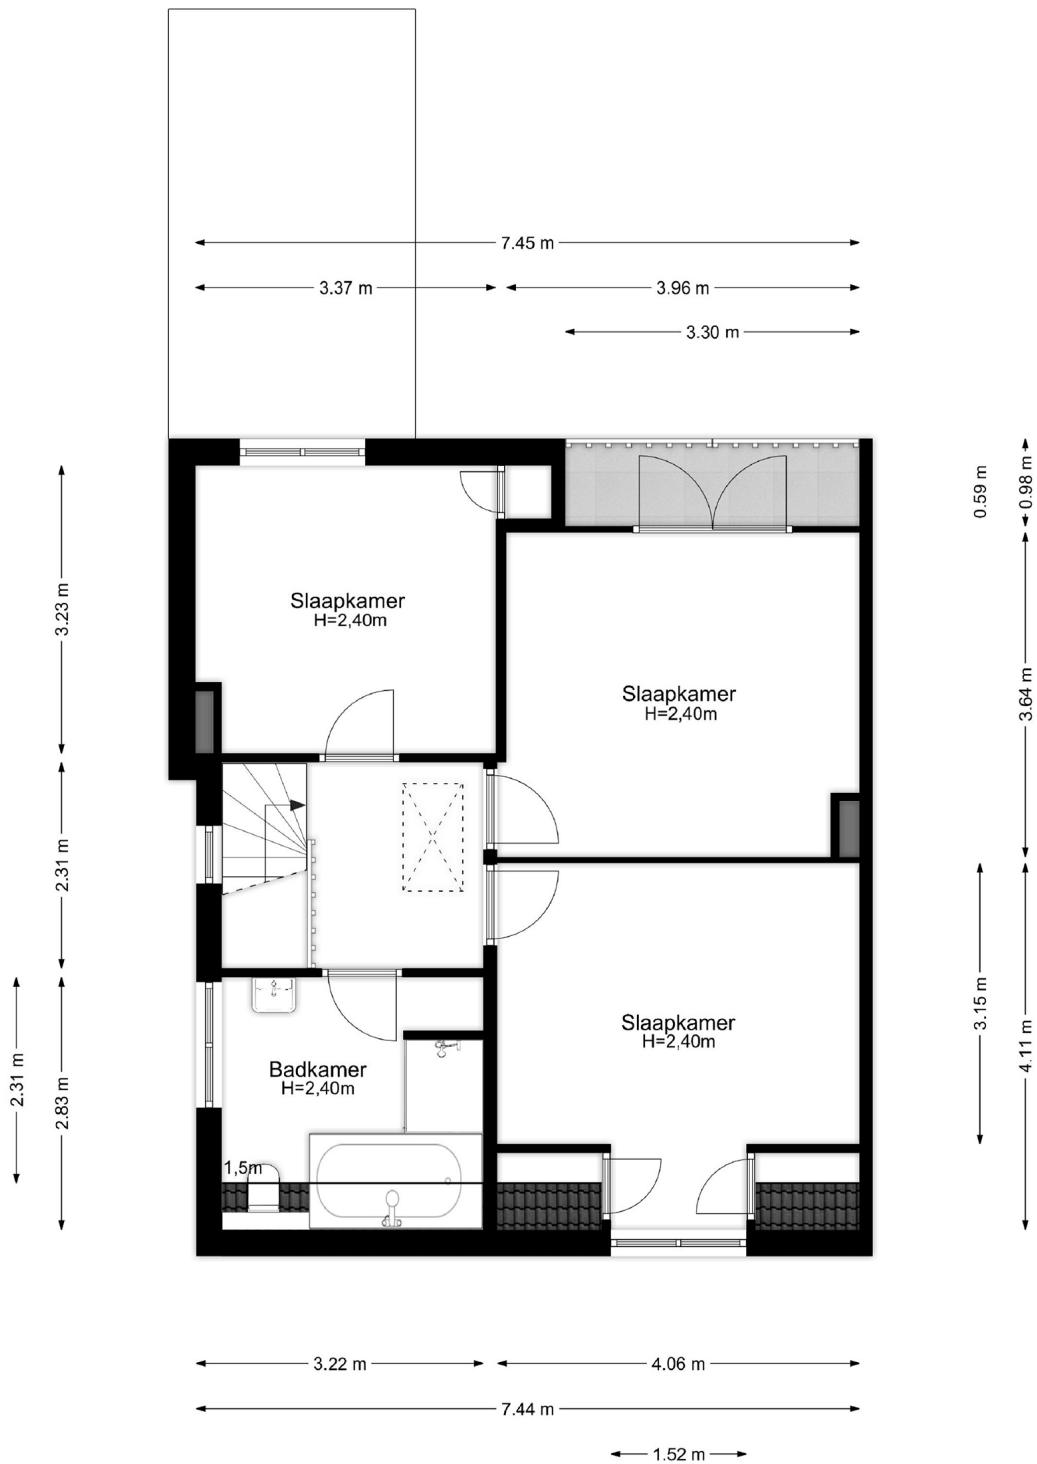 7.45 m
3.37 m
3.96 m
3.30 m
0.59 m
0.98 m
3.23 m
Slaapkamer
H=2,40m
Slaapkamer
H=2,40m
3.64 m
2.31 m
3.15 m
Slaapkamer
H=2,40m
4.11 m
2.31 m
2.83 m
Badkamer
H=2,40m
1,5m
3.22 m
4.06 m
7.44 m
1.52 m